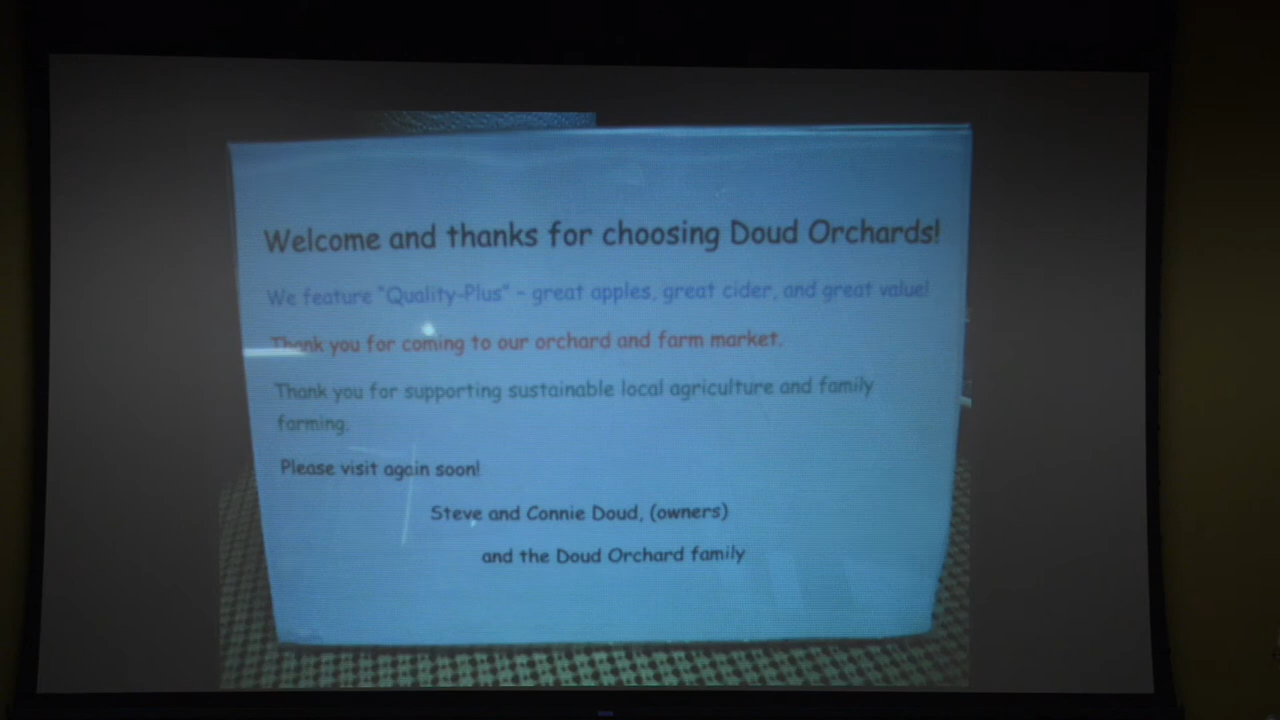 Welcome and thanks for choosing Doud Orchards!
We feature "Quality-Plus" - great apples, great cider, and great value!
Thank you for coming to our orchard and farm market.
Thank you for supporting sustainable local agriculture and family
farming.
Please visit again soon!
Steve and Connie Doud, (owners)
and the Doud Orchard family